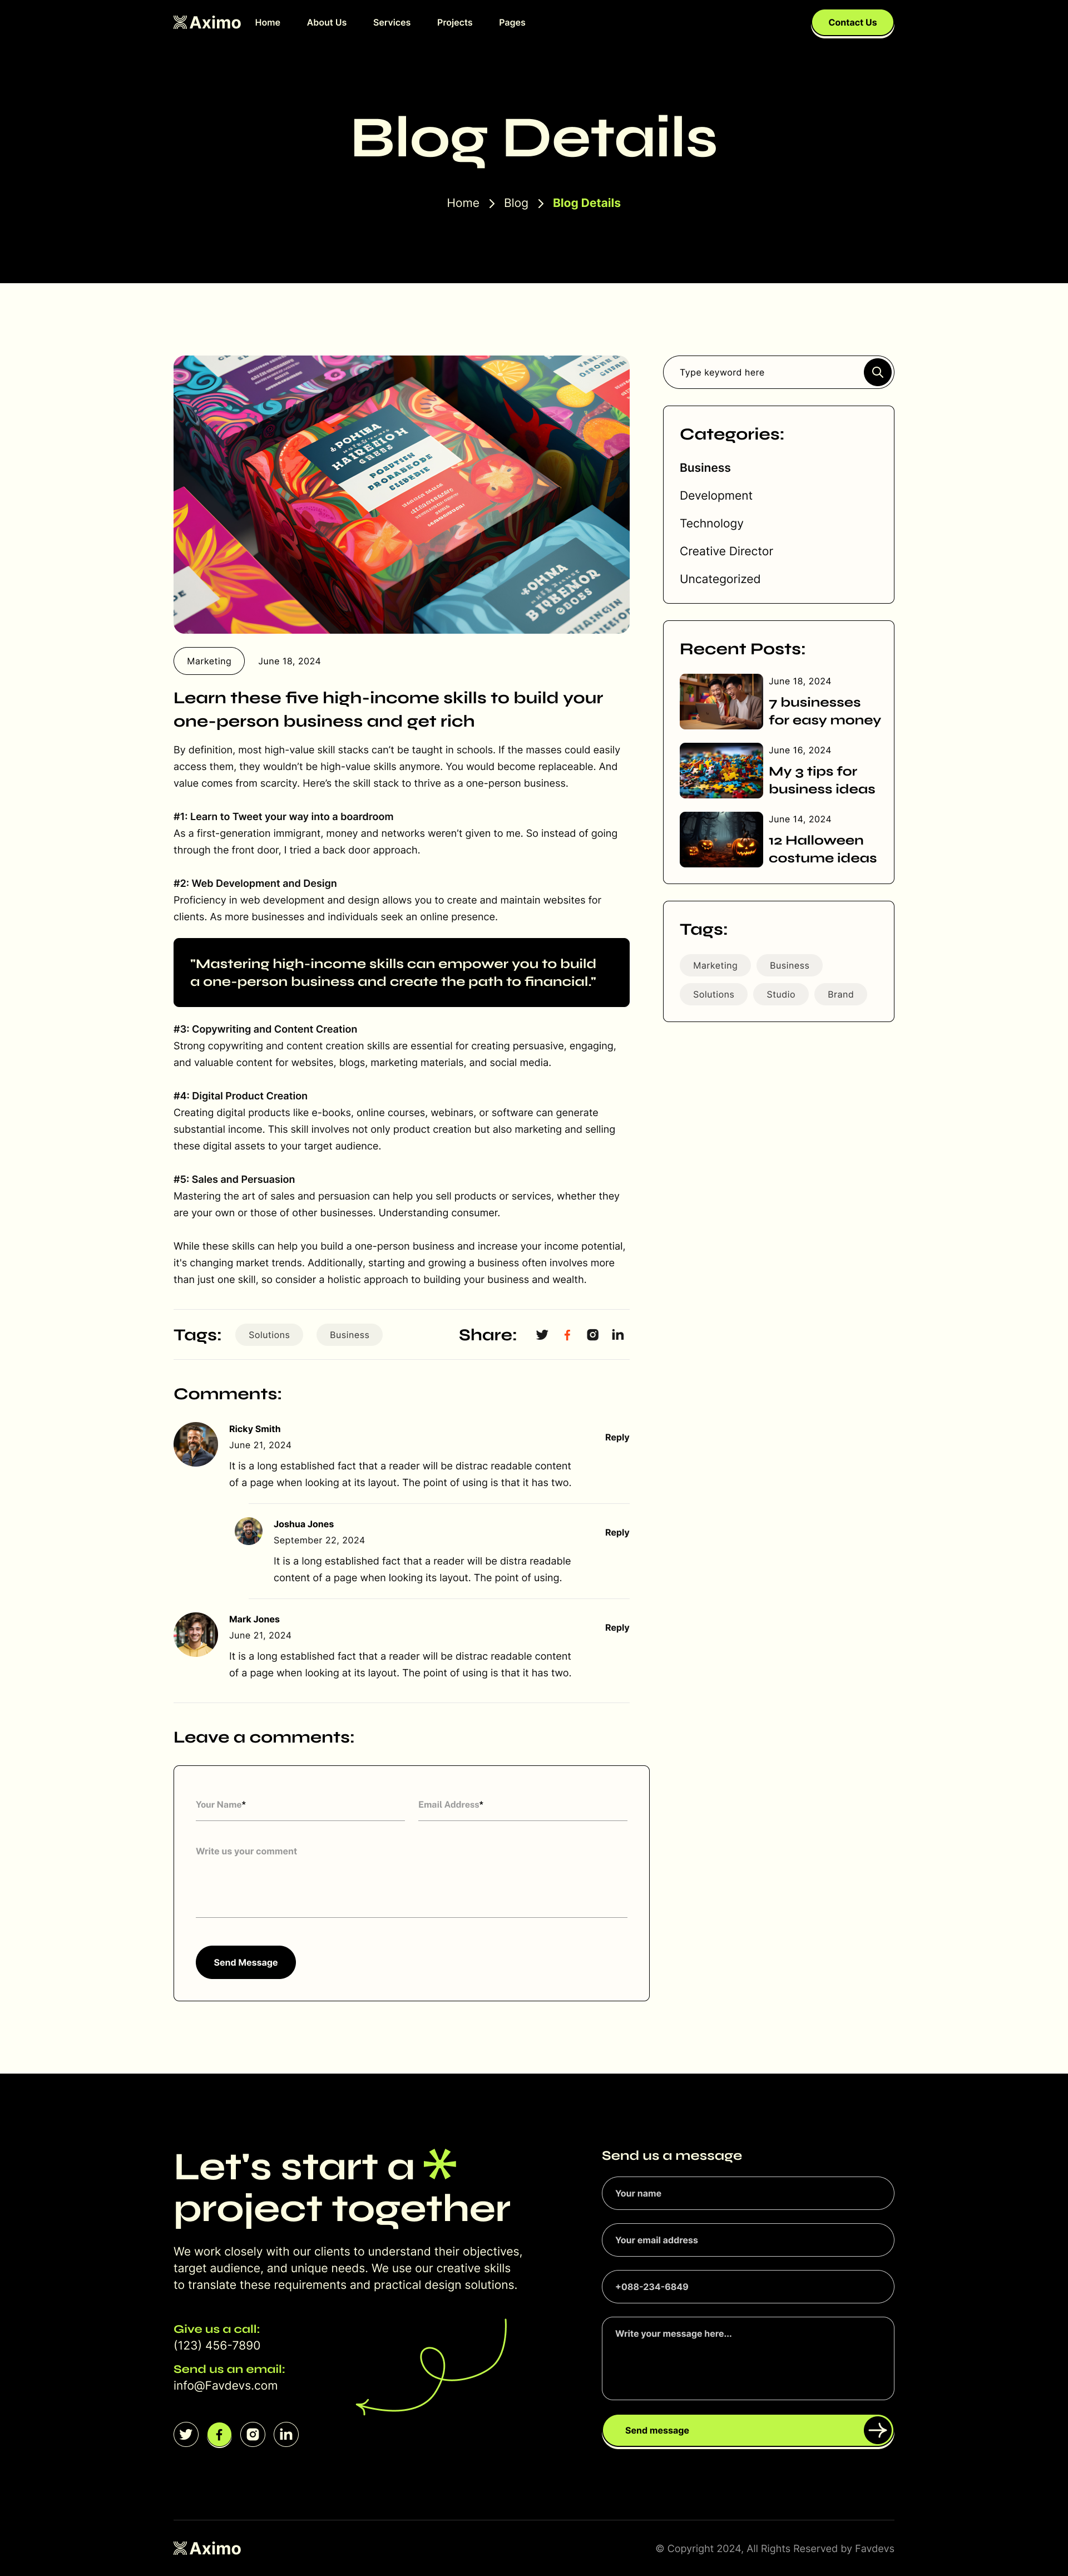 Aximo
Home
About Us
Services
Projects
Pages
Contact Us
Blog Details
Home
Blog
Blog Details
Type keyword here
Categories:
Business
Development
Technology
Creative Director
Uncategorized
Recent Posts:
June 18, 2024
7 businesses
for easy money
June 16, 2024
My 3 tips for
business ideas
June 14, 2024
12 Halloween
costume ideas
Tags:
Marketing
Business
Solutions
Studio
Brand
Marketing
June 18, 2024
Learn these five high-income skills to build your
one-person business and get rich
By definition, most high-value skill stacks can’t be taught in schools. If the masses could easily
access them, they wouldn’t be high-value skills anymore. You would become replaceable. And
value comes from scarcity. Here’s the skill stack to thrive as a one-person business.
#1: Learn to Tweet your way into a boardroom
As a first-generation immigrant, money and networks weren’t given to me. So instead of going
through the front door, I tried a back door approach.
#2: Web Development and Design
Proficiency in web development and design allows you to create and maintain websites for
clients. As more businesses and individuals seek an online presence.
"Mastering high-income skills can empower you to build
a one-person business and create the path to financial."
#3: Copywriting and Content Creation
Strong copywriting and content creation skills are essential for creating persuasive, engaging,
and valuable content for websites, blogs, marketing materials, and social media.
#4: Digital Product Creation
Creating digital products like e-books, online courses, webinars, or software can generate
substantial income. This skill involves not only product creation but also marketing and selling
these digital assets to your target audience.
#5: Sales and Persuasion
Mastering the art of sales and persuasion can help you sell products or services, whether they
are your own or those of other businesses. Understanding consumer.
While these skills can help you build a one-person business and increase your income potential,
it's changing market trends. Additionally, starting and growing a business often involves more
than just one skill, so consider a holistic approach to building your business and wealth.
Tags:
Solutions
Business
Share:
Comments:
Ricky Smith
June 21, 2024
Reply
It is a long established fact that a reader will be distrac readable content
of a page when looking at its layout. The point of using is that it has two.
Joshua Jones
September 22, 2024
Reply
It is a long established fact that a reader will be distra readable
content of a page when looking its layout. The point of using.
Mark Jones
June 21, 2024
Reply
It is a long established fact that a reader will be distrac readable content
of a page when looking at its layout. The point of using is that it has two.
Leave a comments:
Your Name*
Email Address*
Write us your comment
Send Message
Let's start a
project together
We work closely with our clients to understand their objectives,
target audience, and unique needs. We use our creative skills
to translate these requirements and practical design solutions.
Give us a call:
(123) 456-7890
Send us an email:
info@Favdevs.com
Send us a message
Your name
Your email address
+088-234-6849
Write your message here...
Send message
Aximo
© Copyright 2024, All Rights Reserved by Favdevs